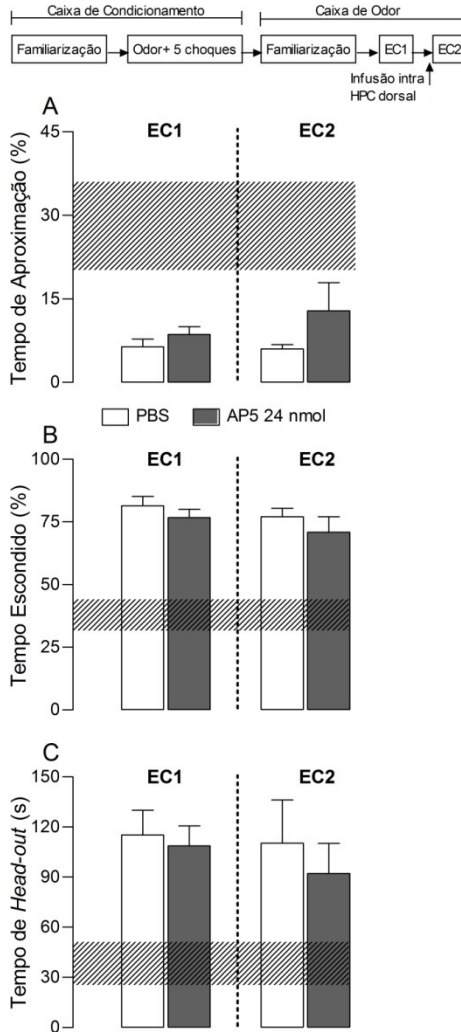 Caixa de Condicionamento
Caixa de Odor
Familiarização
Odor+ 5 choques
Familiarização
EC1
EC2
Infusão intra
HPC dorsal
A
EC1
EC2
Tempo de Aproximação (%)
45
30
15
0
PBS
AP5 24 nmol
B
EC1
EC2
Tempo Escondido (%)
100
75
50
25
0
C
EC1
EC2
Tempo de Head-out (s)
150
120
90
60
30
0